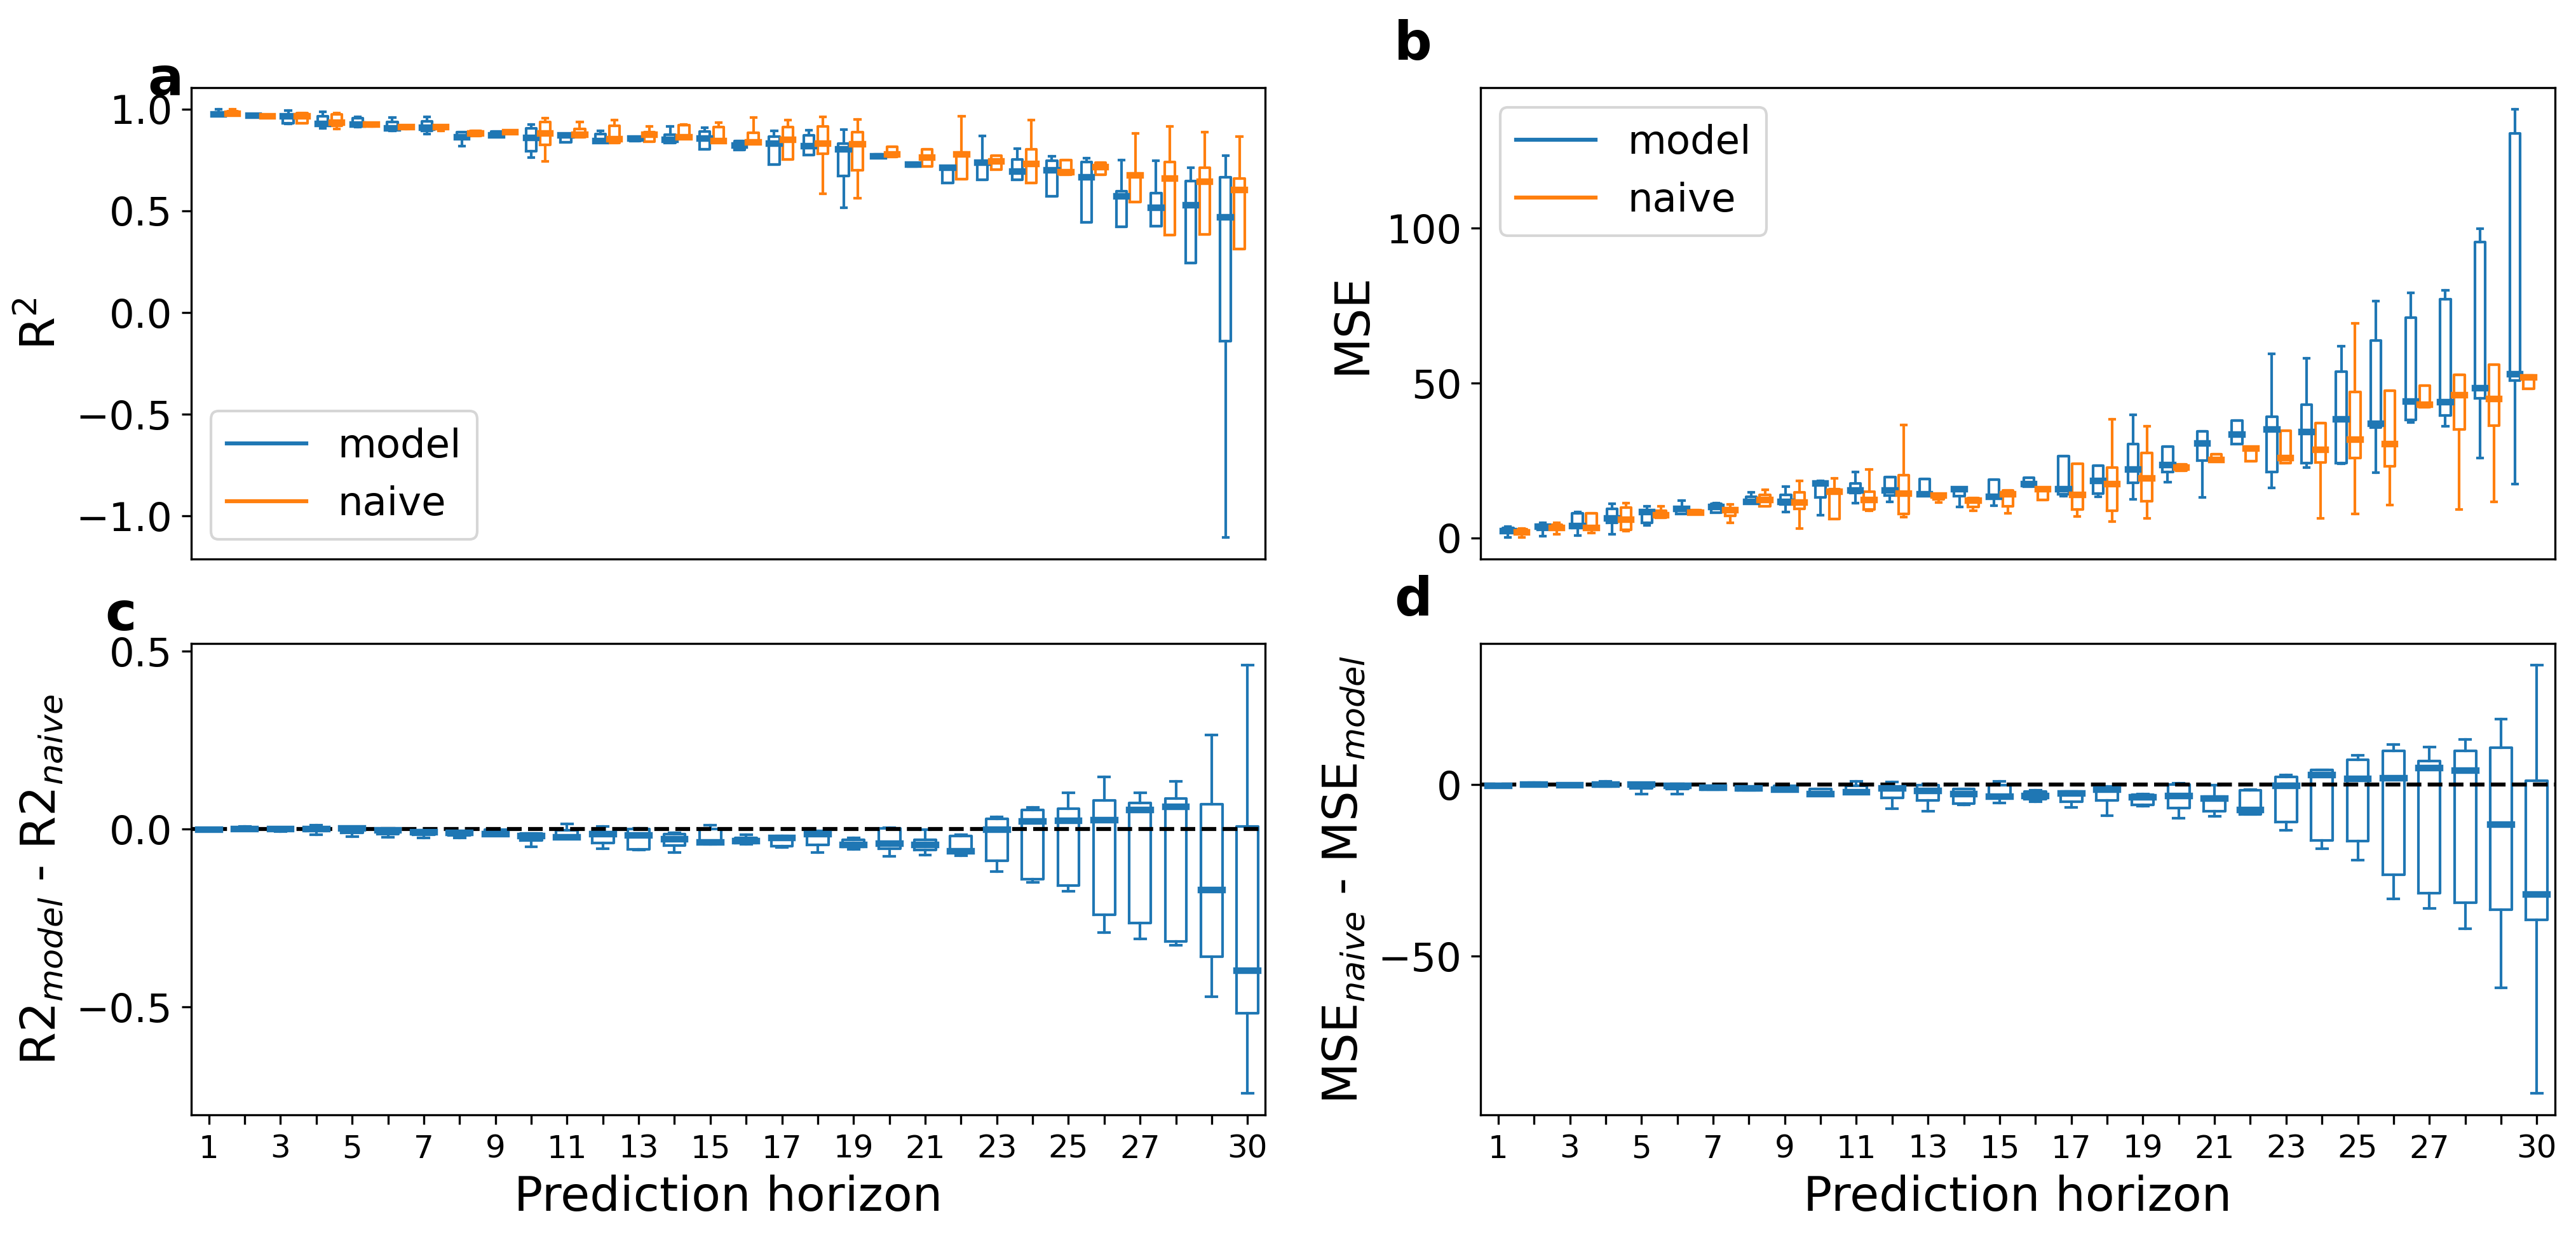 a
1.0
0.5
0.0
−0.5
−1.0
R²
model
naive
b
100
50
0
MSE
model
naive
c
0.5
0.0
−0.5
R2model - R2naive
1 3 5 7 9 11 13 15 17 19 21 23 25 27 30
Prediction horizon
d
0
−50
MSEnaive - MSEmodel
1 3 5 7 9 11 13 15 17 19 21 23 25 27 30
Prediction horizon